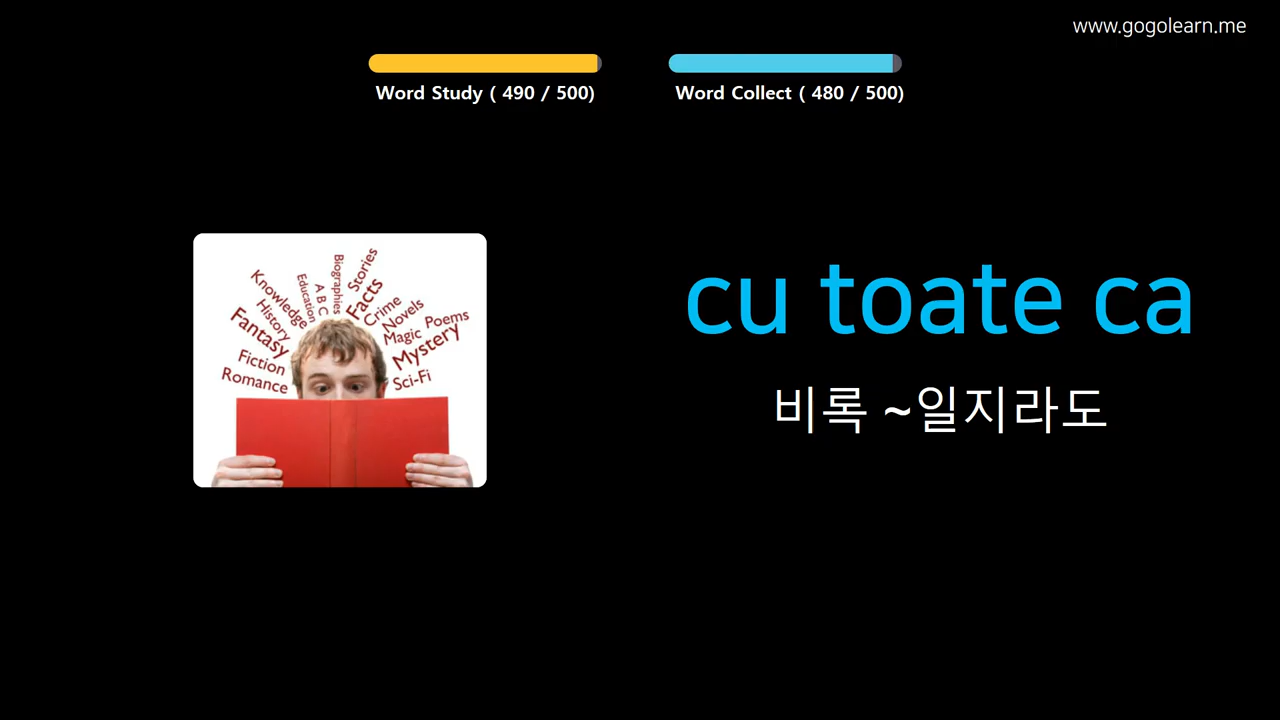 www.gogolearn.me
Word Study ( 490 / 500)
Word Collect ( 480 / 500)
Knowledge
History
Fantasy
Fiction
Romance
Education
A B C
Biographies
Stories
Facts
Crime
Novels
Magic
Poems
Mystery
Sci-Fi
cu toate ca
비록 ~일지라도